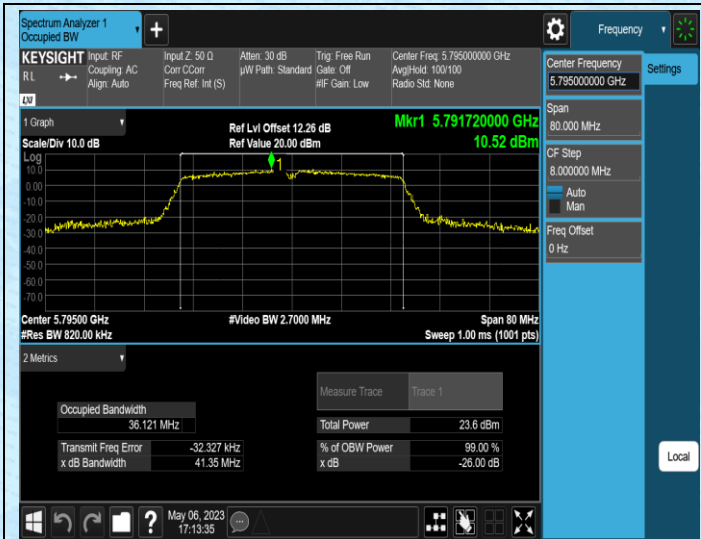 Spectrum Analyzer 1
Occupied BW
Frequency
KEYSIGHT
R L
LXI
Input: RF
Coupling: AC
Align: Auto
Input Z: 50 Ω
Corr CCorr
Freq Ref: Int (S)
Atten: 30 dB
µW Path: Standard
Trig: Free Run
Gate: Off
#IF Gain: Low
Center Freq: 5.795000000 GHz
Avg|Hold: 100/100
Radio Std: None
Center Frequency
5.795000000 GHz
Settings
Span
80.000 MHz
CF Step
8.000000 MHz
Auto
Man
Freq Offset
0 Hz
Local
1 Graph
Scale/Div 10.0 dB
Ref Lvl Offset 12.26 dB
Ref Value 20.00 dBm
Mkr1 5.791720000 GHz
10.52 dBm
Log
10.0
0.00
-10.0
-20.0
-30.0
-40.0
-50.0
-60.0
-70.0
1
Center 5.79500 GHz
#Res BW 820.00 kHz
#Video BW 2.7000 MHz
Span 80 MHz
Sweep 1.00 ms (1001 pts)
2 Metrics
Measure Trace Trace 1
Occupied Bandwidth
36.121 MHz
Total Power 23.6 dBm
Transmit Freq Error -32.327 kHz
% of OBW Power 99.00 %
x dB Bandwidth 41.35 MHz
x dB -26.00 dB
May 06, 2023
17:13:35